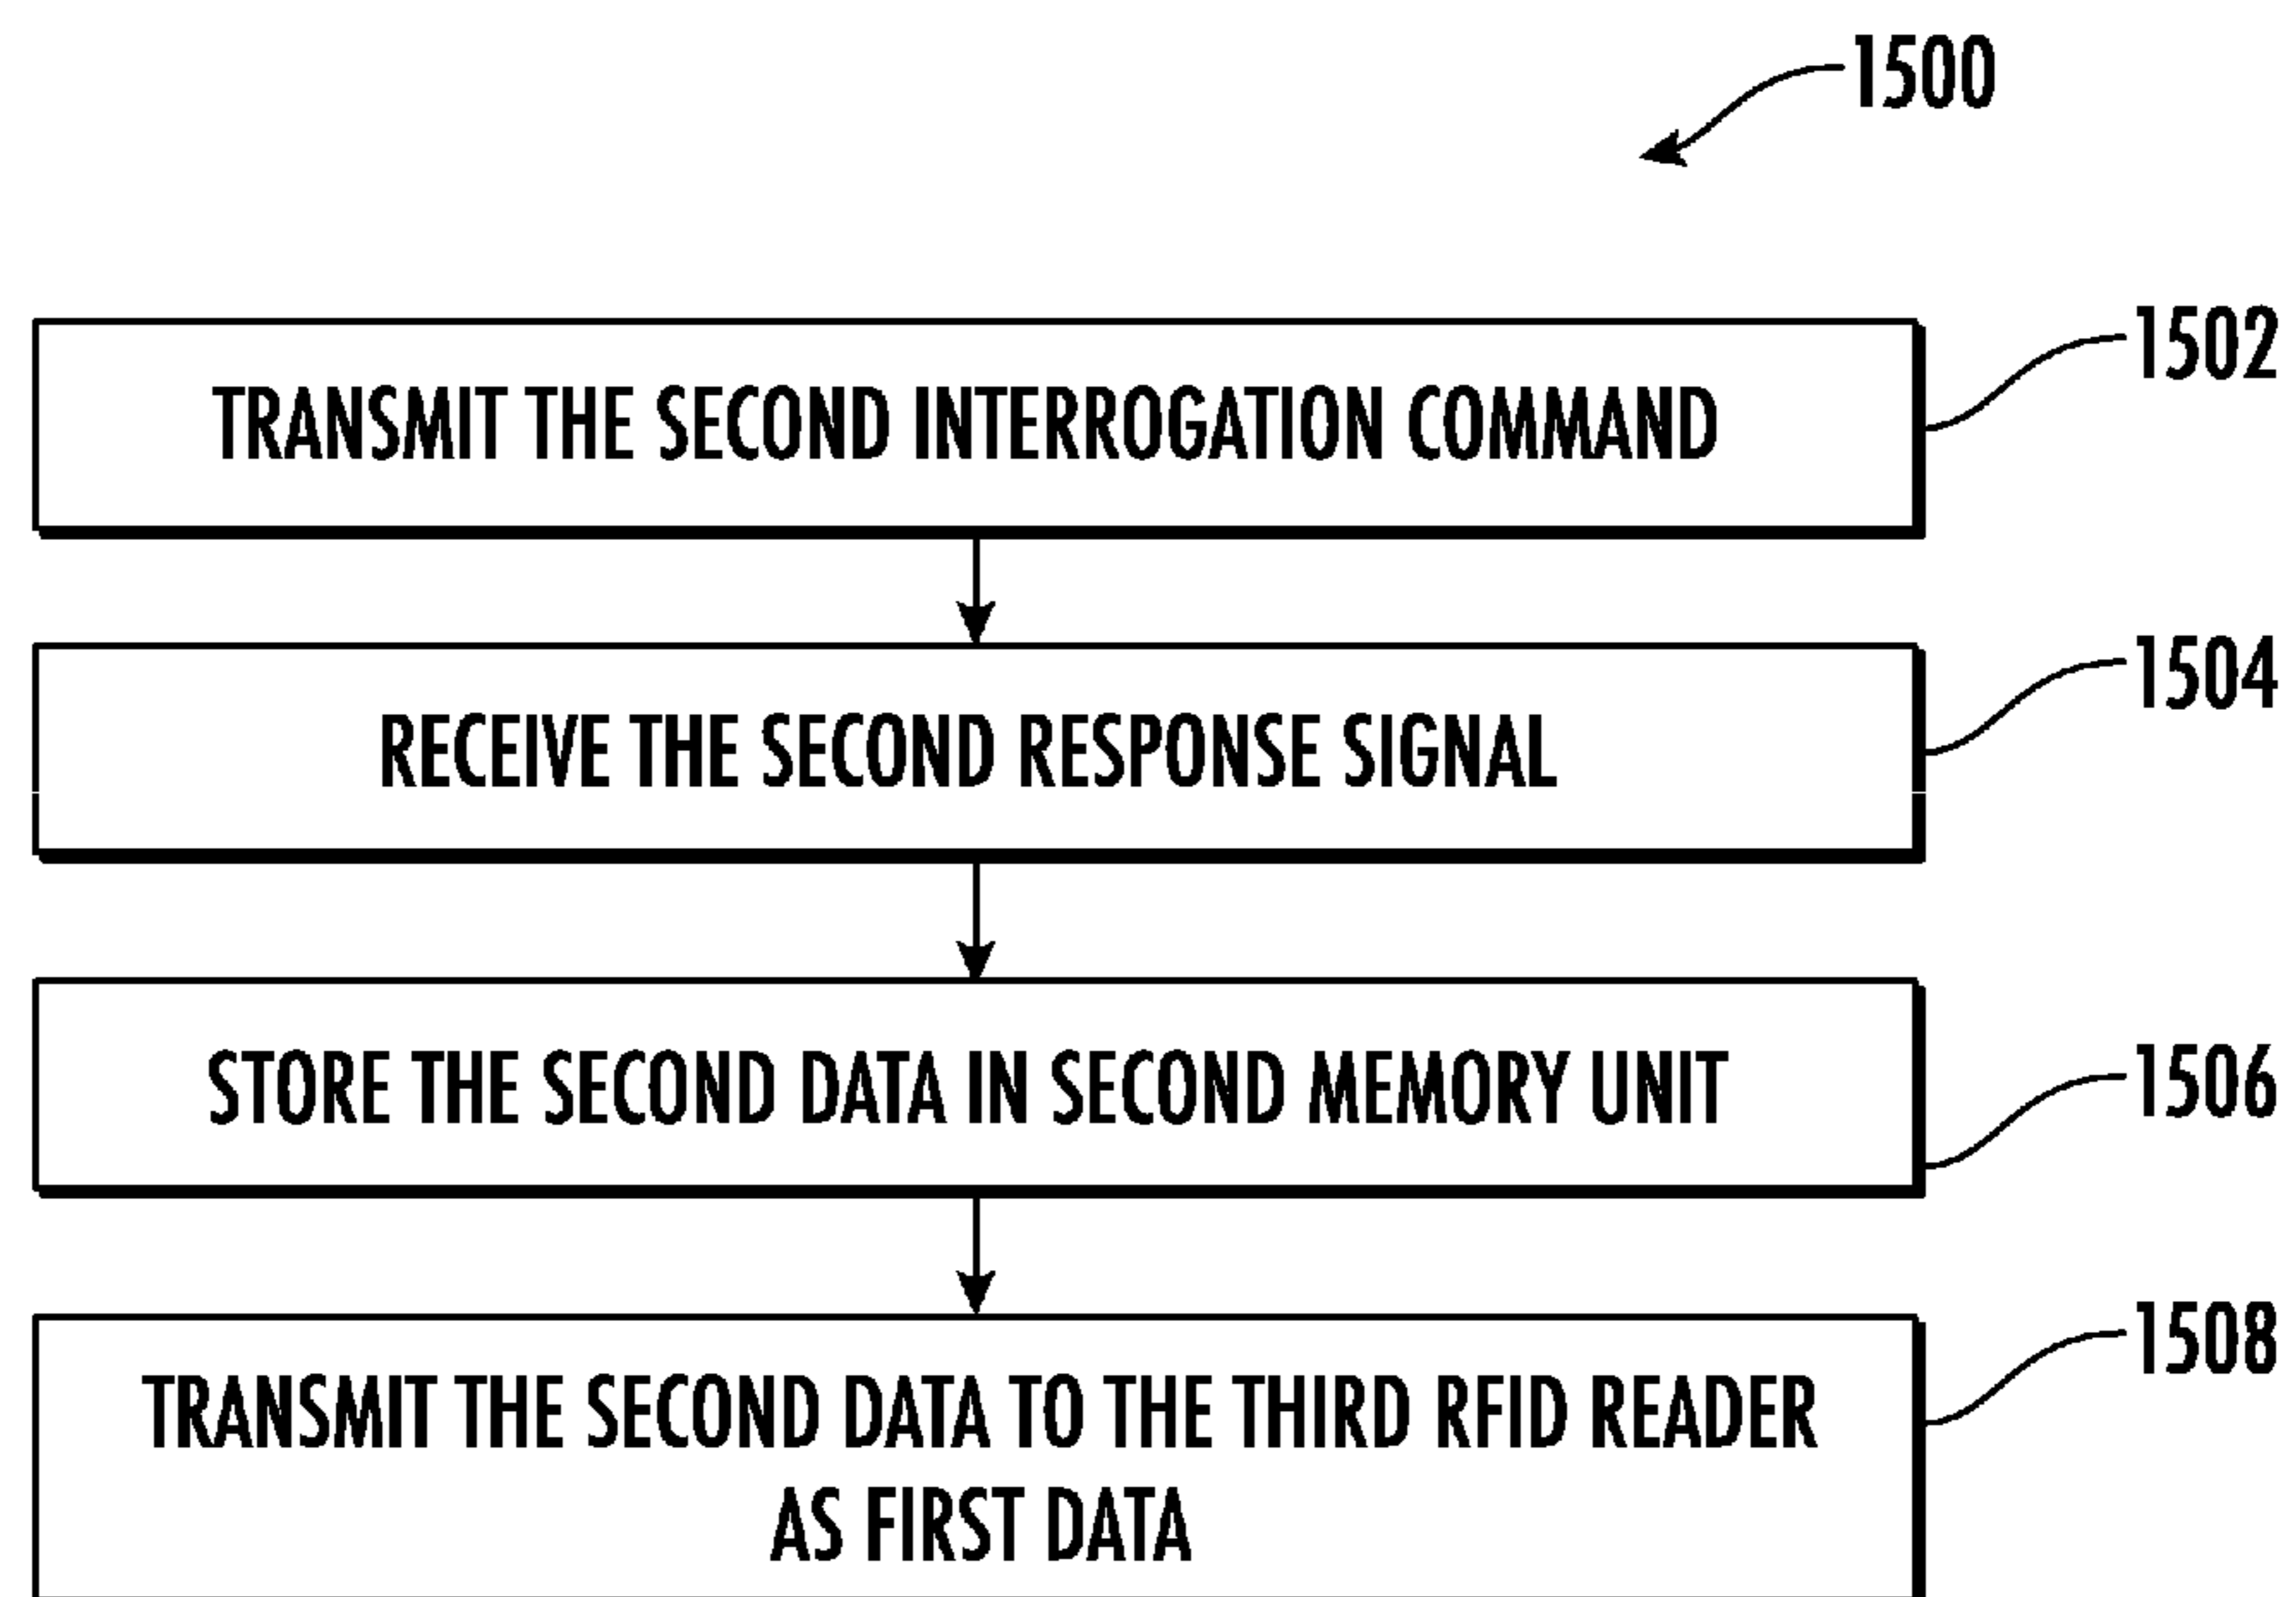 1500
TRANSMIT THE SECOND INTERROGATION COMMAND
1502
RECEIVE THE SECOND RESPONSE SIGNAL
1504
STORE THE SECOND DATA IN SECOND MEMORY UNIT
1506
TRANSMIT THE SECOND DATA TO THE THIRD RFID READER
AS FIRST DATA
1508